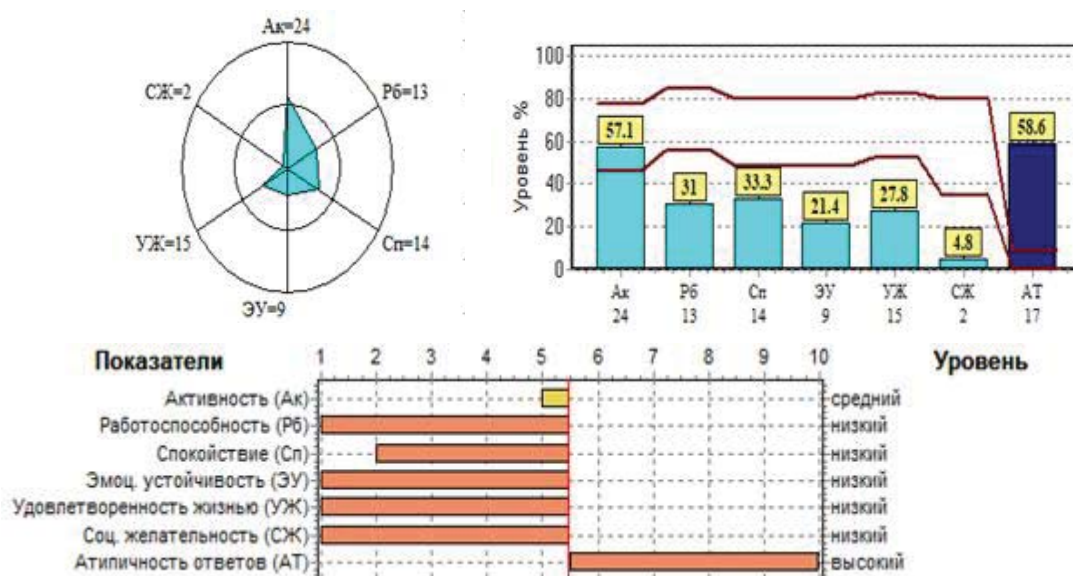 Ак=24
СЖ=2
Рб=13
УЖ=15
Сп=14
ЭУ=9
Уровень %
100
80
60
40
20
0
57.1
31
33.3
21.4
27.8
4.8
58.6
Ак Рб Сп ЭУ УЖ СЖ АТ
24 13 14 9 15 2 17
Показатели 1 2 3 4 5 6 7 8 9 10 Уровень
Активность (Ак) средний
Работоспособность (Рб) низкий
Спокойствие (Сп) низкий
Эмоц. устойчивость (ЭУ) низкий
Удовлетворенность жизнью (УЖ) низкий
Соц. желательность (СЖ) низкий
Атипичность ответов (АТ) высокий